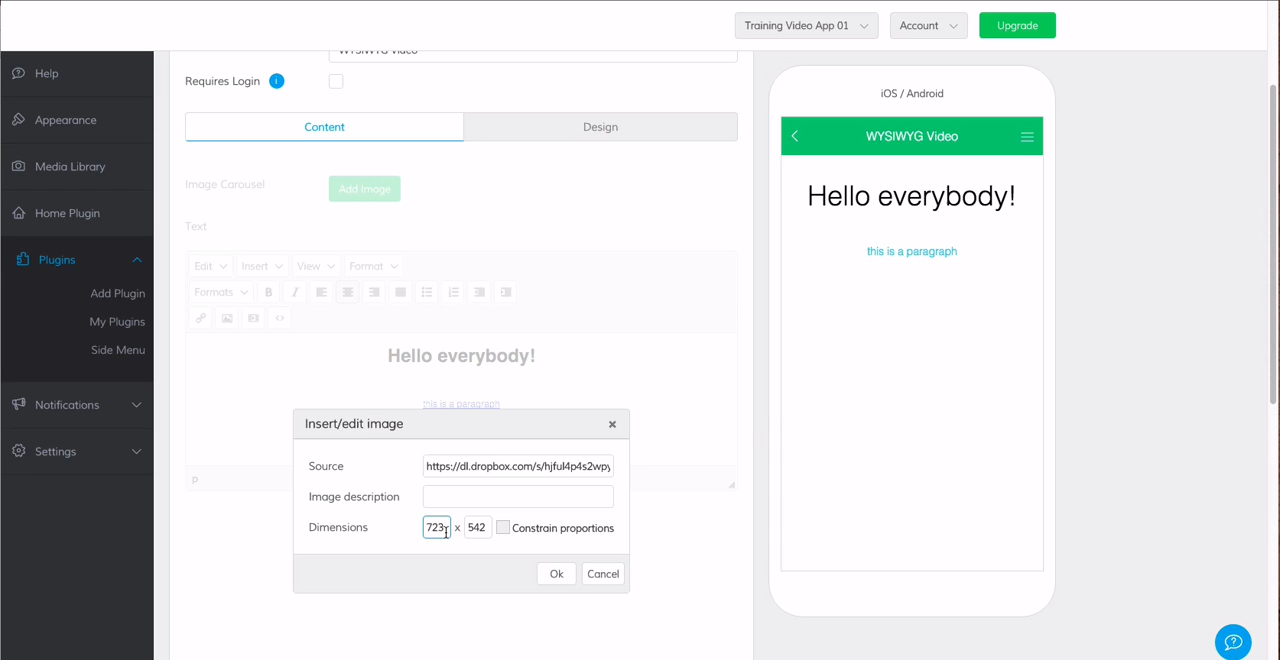 Training Video App 01
Account
Upgrade
Help
Appearance
Media Library
Home Plugin
Plugins
Add Plugin
My Plugins
Side Menu
Notifications
Settings
WYSIWYG Video
Requires Login
i
Content
Design
Image Carousel
Add Image
Text
Edit
Insert
View
Format
Formats
B
I
Hello everybody!
this is a paragraph
p
Insert/edit image
×
Source
https://dl.dropbox.com/s/hjful4p4s2wpy
Image description
Dimensions
723 x 542
Constrain proportions
Ok
Cancel
iOS / Android
WYSIWYG Video
Hello everybody!
this is a paragraph